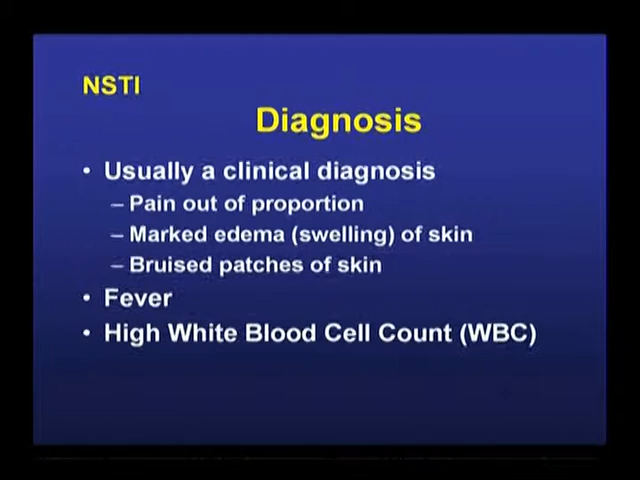 NSTI
Diagnosis
• Usually a clinical diagnosis
– Pain out of proportion
– Marked edema (swelling) of skin
– Bruised patches of skin
• Fever
• High White Blood Cell Count (WBC)